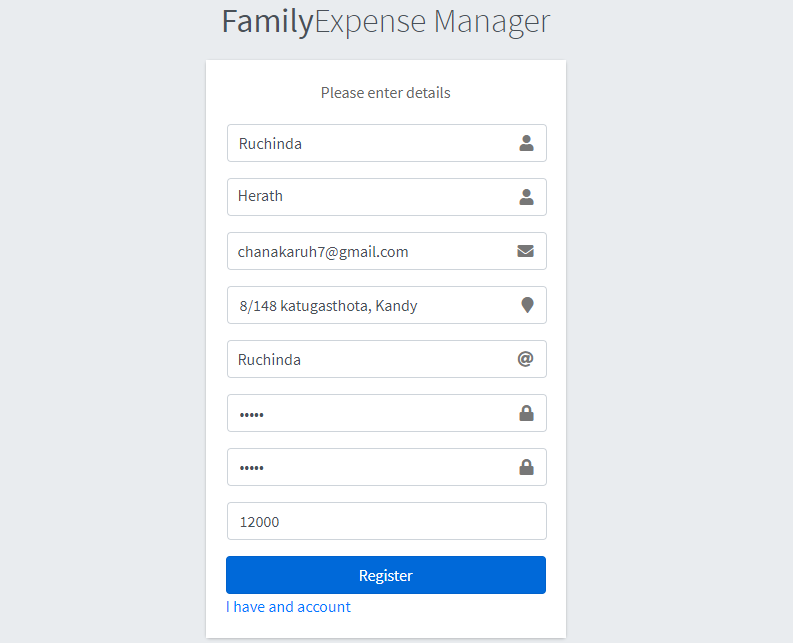 FamilyExpense Manager
Please enter details
Ruchinda
Herath
chanakaruh7@gmail.com
8/148 katugasthota, Kandy
Ruchinda
•••••
•••••
12000
Register
I have and account